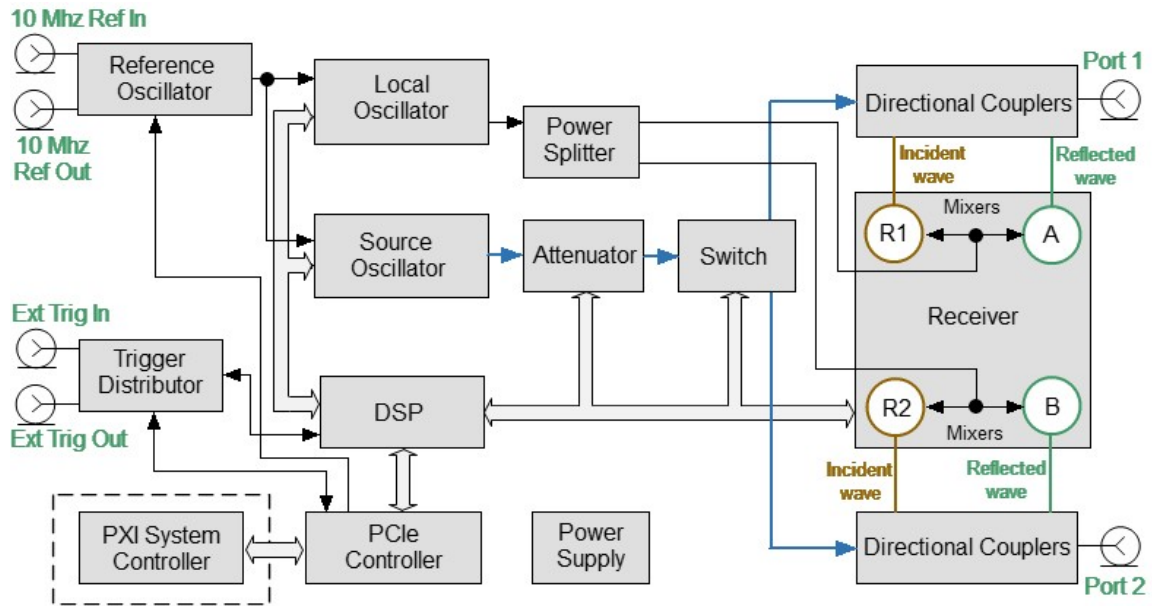 10 Mhz Ref In
Reference
Oscillator
10 Mhz
Ref Out
Local
Oscillator
Power
Splitter
Port 1
Directional Couplers
Incident
wave
Reflected
wave
Mixers
R1
A
Source
Oscillator
Attenuator
Switch
Receiver
Ext Trig In
Trigger
Distributor
Ext Trig Out
DSP
R2
B
Mixers
Incident
wave
Reflected
wave
PXI System
Controller
PCIe
Controller
Power
Supply
Directional Couplers
Port 2